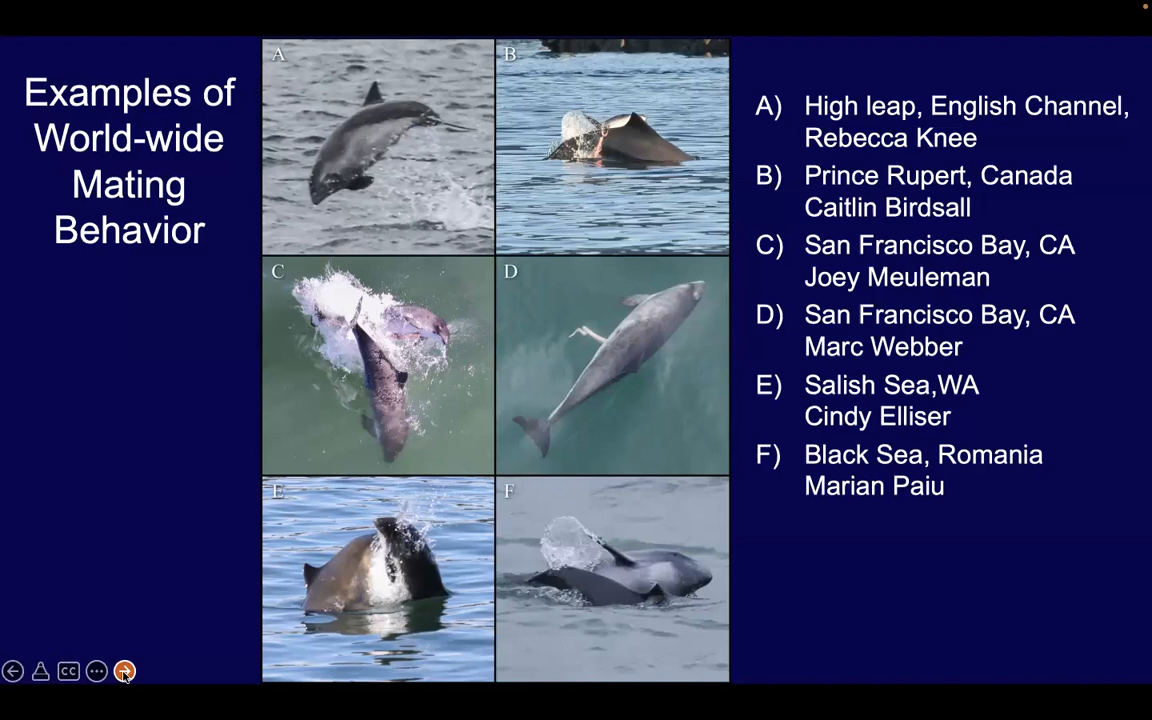 Examples of
World-wide
Mating
Behavior
A
B
C
D
E
F
A) High leap, English Channel,
Rebecca Knee
B) Prince Rupert, Canada
Caitlin Birdsall
C) San Francisco Bay, CA
Joey Meuleman
D) San Francisco Bay, CA
Marc Webber
E) Salish Sea,WA
Cindy Elliser
F) Black Sea, Romania
Marian Paiu
CC